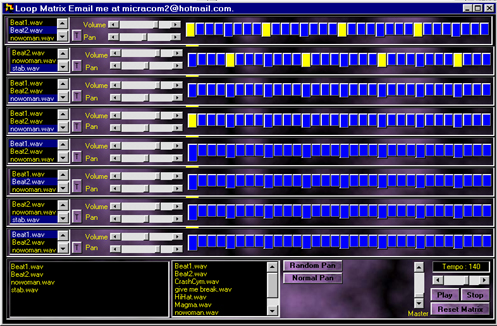 Loop Matrix Email me at micracom2@hotmail.com.
Beat1.wav
Beat2.wav
nowoman.wav
T
Volume
Pan
Beat2.wav
nowoman.wav
stab.wav
T
Volume
Pan
Beat1.wav
Beat2.wav
nowoman.wav
T
Volume
Pan
Beat1.wav
Beat2.wav
nowoman.wav
T
Volume
Pan
Beat1.wav
Beat2.wav
nowoman.wav
T
Volume
Pan
Beat1.wav
Beat2.wav
nowoman.wav
T
Volume
Pan
Beat2.wav
nowoman.wav
stab.wav
T
Volume
Pan
Beat1.wav
Beat2.wav
nowoman.wav
T
Volume
Pan
Beat1.wav
Beat2.wav
nowoman.wav
stab.wav
Beat1.wav
Beat2.wav
CrashCym.wav
give me break.wav
HiHat.wav
Magma.wav
nowoman.wav
Random Pan
Normal Pan
Master
Tempo : 140
Play Stop
Reset Matrix